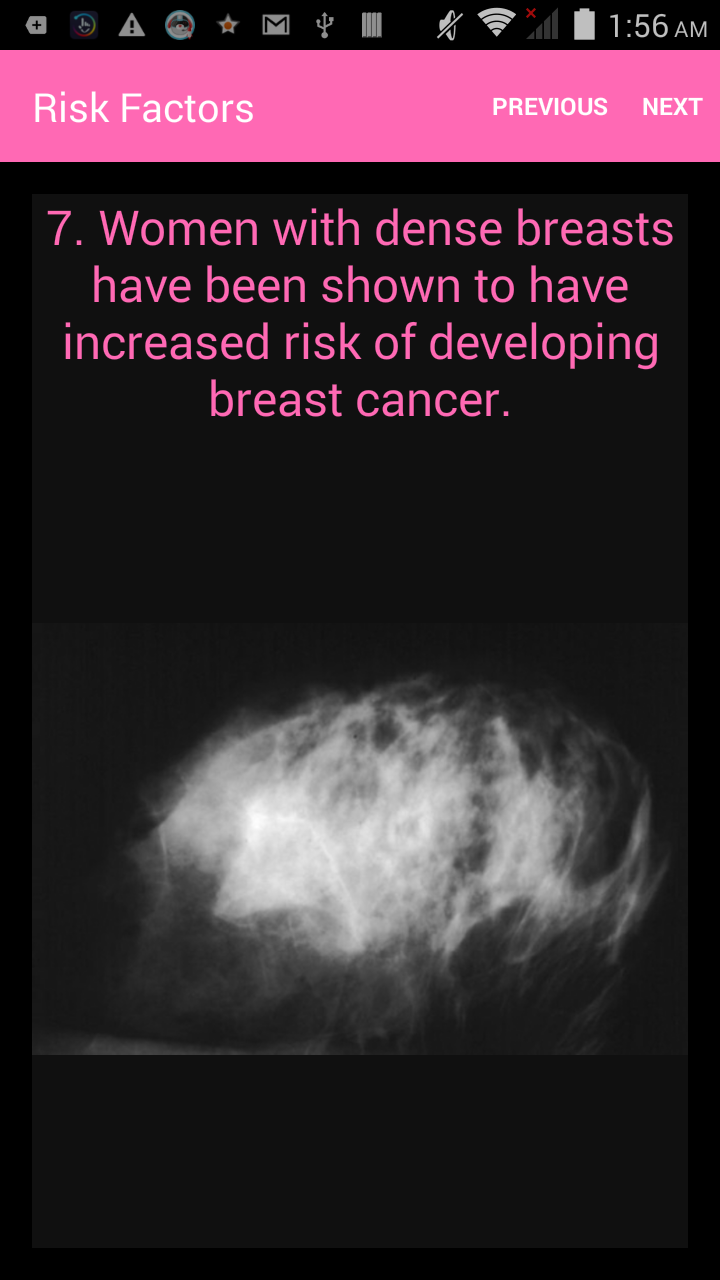 1:56 AM
Risk Factors
PREVIOUS NEXT
7. Women with dense breasts
have been shown to have
increased risk of developing
breast cancer.